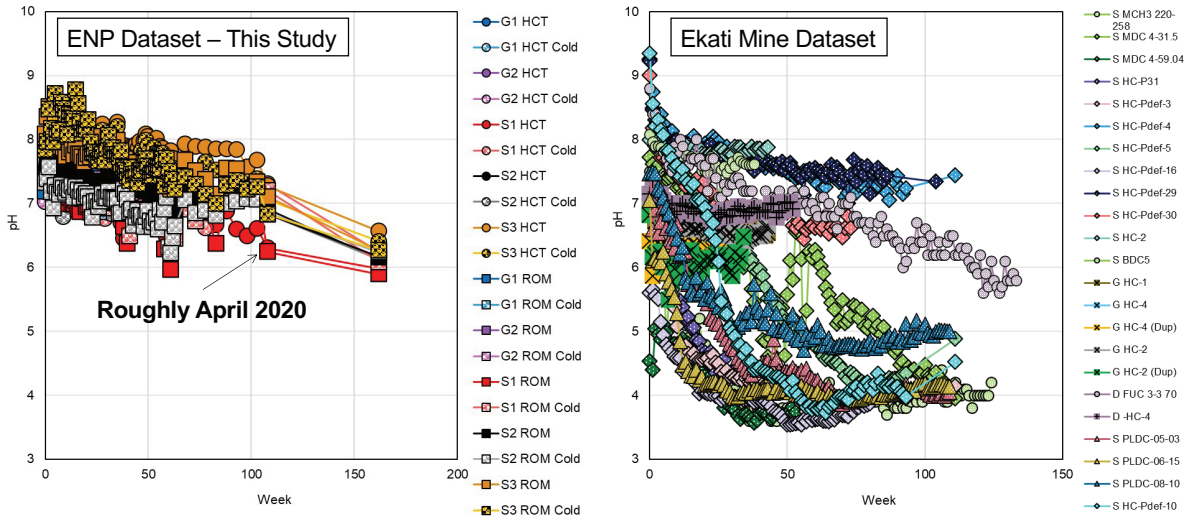 ENP Dataset – This Study
10
9
8
7
6
5
4
3
pH
0
50
100
150
200
Week
Roughly April 2020
G1 HCT
G1 HCT Cold
G2 HCT
G2 HCT Cold
S1 HCT
S1 HCT Cold
S2 HCT
S2 HCT Cold
S3 HCT
S3 HCT Cold
G1 ROM
G1 ROM Cold
G2 ROM
G2 ROM Cold
S1 ROM
S1 ROM Cold
S2 ROM
S2 ROM Cold
S3 ROM
S3 ROM Cold
Ekati Mine Dataset
10
9
8
7
6
5
4
3
pH
0
50
100
150
Week
S MCH3 220-
258
S MDC 4-31.5
S MDC 4-59.04
S HC-P31
S HC-Pdef-3
S HC-Pdef-4
S HC-Pdef-5
S HC-Pdef-16
S HC-Pdef-29
S HC-Pdef-30
S HC-2
S BDC5
G HC-1
G HC-4
G HC-4 (Dup)
G HC-2
G HC-2 (Dup)
D FUC 3-3 70
D -HC-4
S PLDC-05-03
S PLDC-06-15
S PLDC-08-10
S HC-Pdef-10